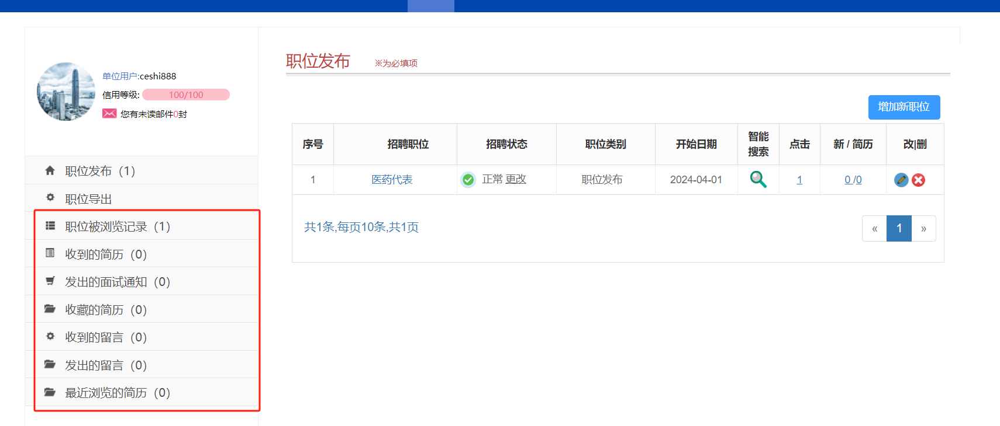 单位用户:ceshi888
信用等级: 100/100
您有未读邮件0封
职位发布（1）
职位导出
职位被浏览记录（1）
收到的简历（0）
发出的面试通知（0）
收藏的简历（0）
收到的留言（0）
发出的留言（0）
最近浏览的简历（0）
职位发布 ※为必填项
增加新职位
序号 招聘职位 招聘状态 职位类别 开始日期 智能搜索 点击 新 / 简历 改|删
1 医药代表 正常 更改 职位发布 2024-04-01 1 0 /0
共1条,每页10条,共1页
« 1 »